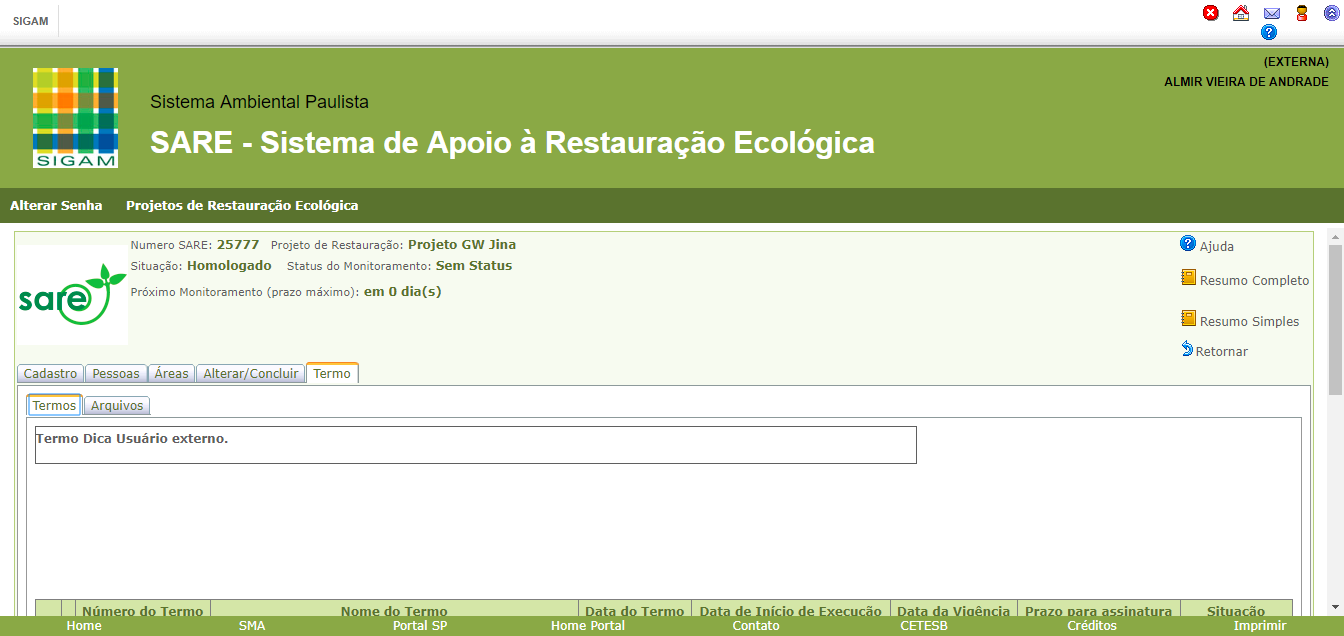 SIGAM
(EXTERNA)
ALMIR VIEIRA DE ANDRADE
SIGAM
Sistema Ambiental Paulista
SARE - Sistema de Apoio à Restauração Ecológica
Alterar Senha Projetos de Restauração Ecológica
sare
Numero SARE: 25777 Projeto de Restauração: Projeto GW Jina
Situação: Homologado Status do Monitoramento: Sem Status
Próximo Monitoramento (prazo máximo): em 0 dia(s)
Ajuda
Resumo Completo
Resumo Simples
Retornar
Cadastro Pessoas Áreas Alterar/Concluir Termo
Termos Arquivos
Termo Dica Usuário externo.
Número do Termo Nome do Termo Data do Termo Data de Início de Execução Data da Vigência Prazo para assinatura Situação
Home SMA Portal SP Home Portal Contato CETESB Créditos Imprimir